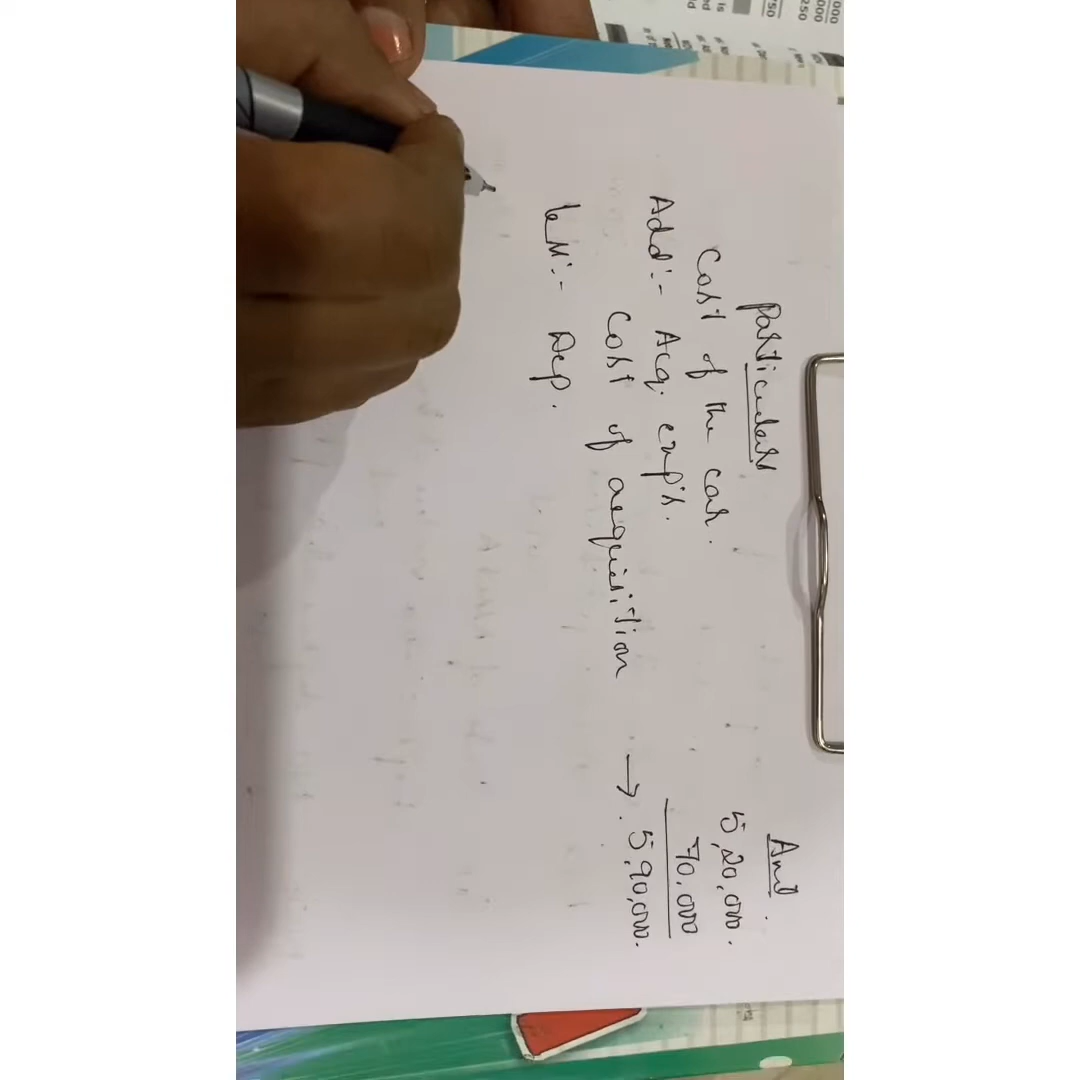 Particulars Amt.
Cost of the car. 5,20,000.
Add:- Acq. exp's. 70,000
Cost of acquisition → 5,90,000.
less:- Dep.